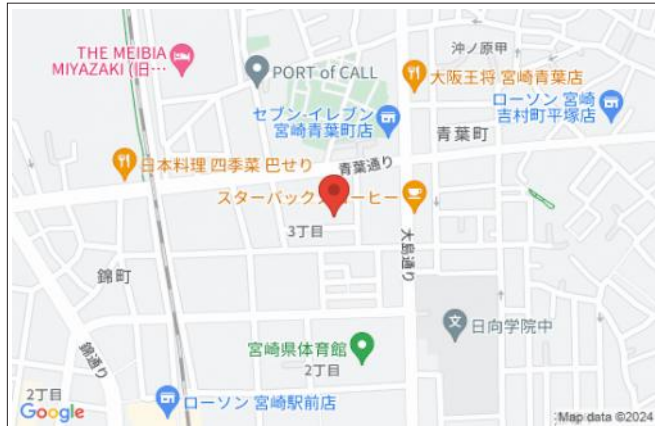 THE MEIBIA
MIYAZAKI (旧…
PORT of CALL
沖ノ原甲
大阪王将 宮崎青葉店
セブン-イレブン
宮崎青葉町店
ローソン 宮崎
吉村町平塚店
青葉町
日本料理 四季菜 巴せり
青葉通り
スターバックス コーヒー
3丁目
大島通り
錦町
日向学院中
宮崎県体育館
2丁目
錦通り
2丁目
ローソン 宮崎駅前店
Google
Map data ©2024